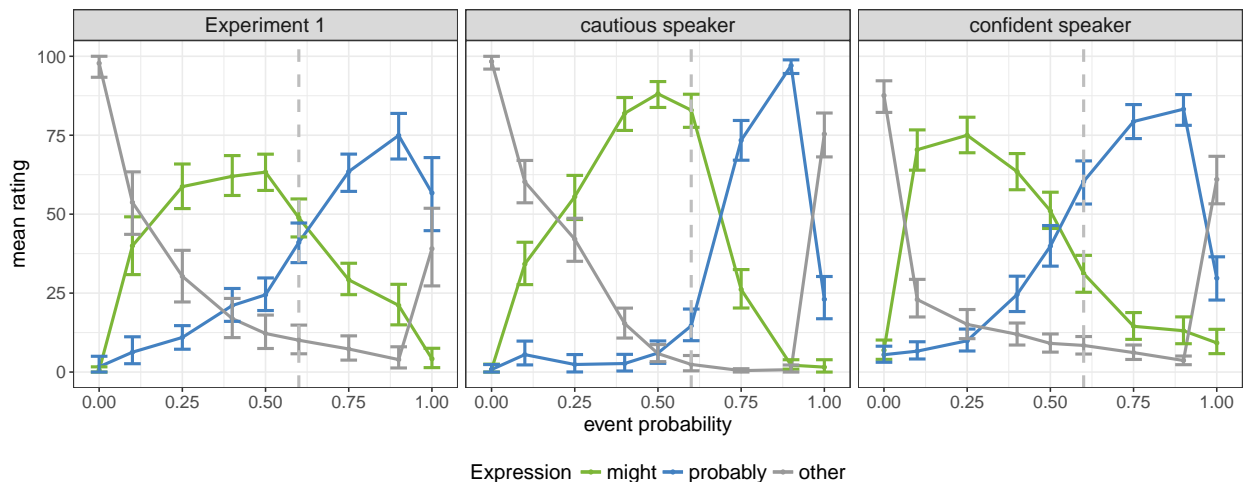 Experiment 1
cautious speaker
confident speaker
mean rating
100
75
50
25
0
0.00 0.25 0.50 0.75 1.00
0.00 0.25 0.50 0.75 1.00
0.00 0.25 0.50 0.75 1.00
event probability
Expression might probably other